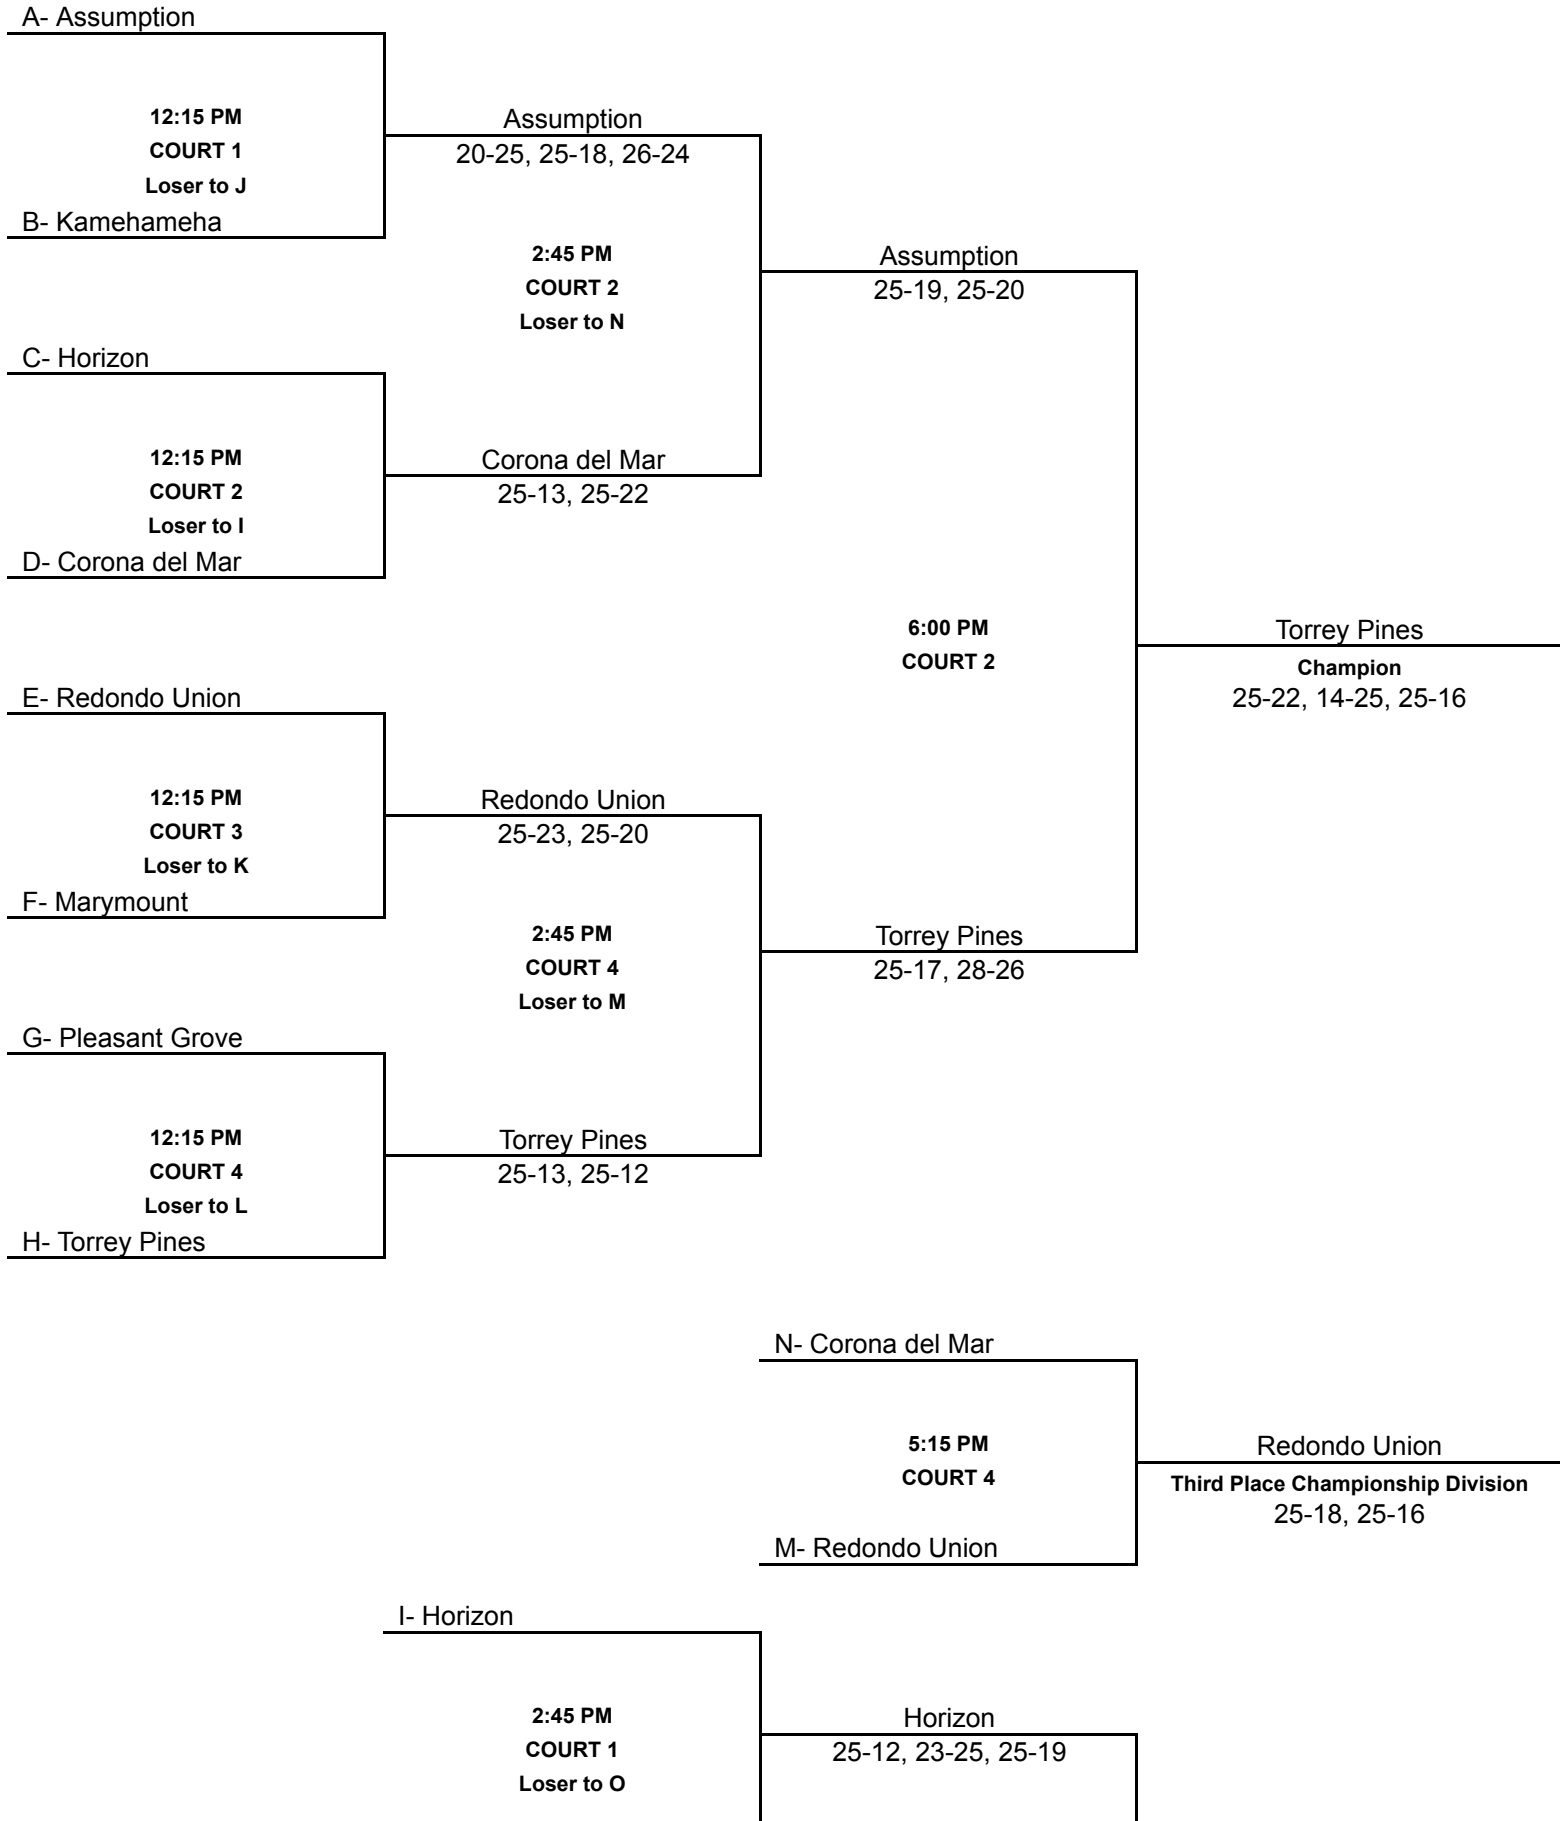 A- Assumption
12:15 PM
COURT 1
Loser to J
B- Kamehameha
Assumption
20-25, 25-18, 26-24
2:45 PM
COURT 2
Loser to N
Assumption
25-19, 25-20
C- Horizon
12:15 PM
COURT 2
Loser to I
D- Corona del Mar
Corona del Mar
25-13, 25-22
6:00 PM
COURT 2
Torrey Pines
Champion
25-22, 14-25, 25-16
E- Redondo Union
12:15 PM
COURT 3
Loser to K
F- Marymount
Redondo Union
25-23, 25-20
2:45 PM
COURT 4
Loser to M
Torrey Pines
25-17, 28-26
G- Pleasant Grove
12:15 PM
COURT 4
Loser to L
H- Torrey Pines
Torrey Pines
25-13, 25-12
N- Corona del Mar
5:15 PM
COURT 4
M- Redondo Union
Redondo Union
Third Place Championship Division
25-18, 25-16
I- Horizon
2:45 PM
COURT 1
Loser to O
Horizon
25-12, 23-25, 25-19